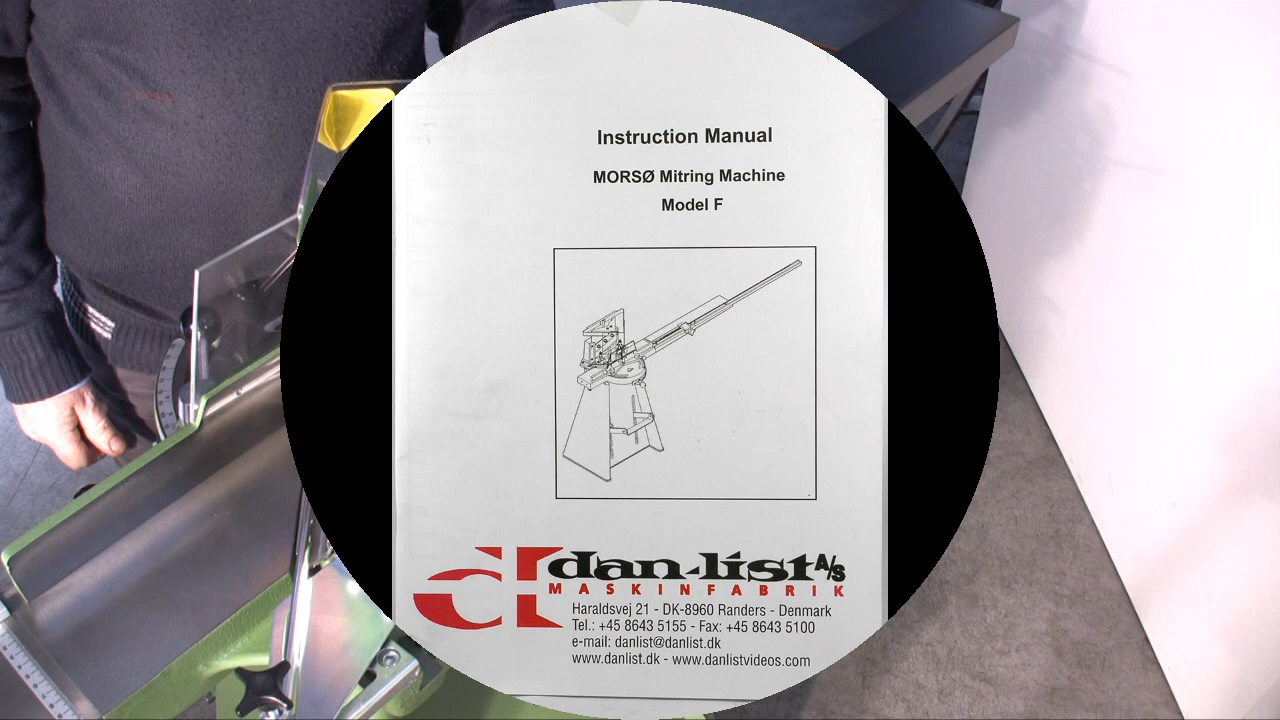 Instruction Manual
MORSØ Mitring Machine
Model F
dan-list A/S
MASKINFABRIK
Haraldsvej 21 - DK-8960 Randers - Denmark
Tel.: +45 8643 5155 - Fax: +45 8643 5100
e-mail: danlist@danlist.dk
www.danlist.dk - www.danlistvideos.com